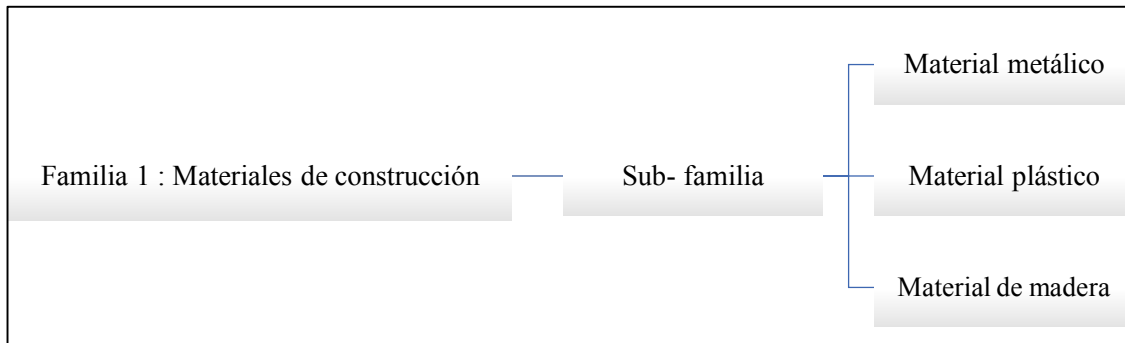 Familia 1 : Materiales de construcción
Sub- familia
Material metálico
Material plástico
Material de madera